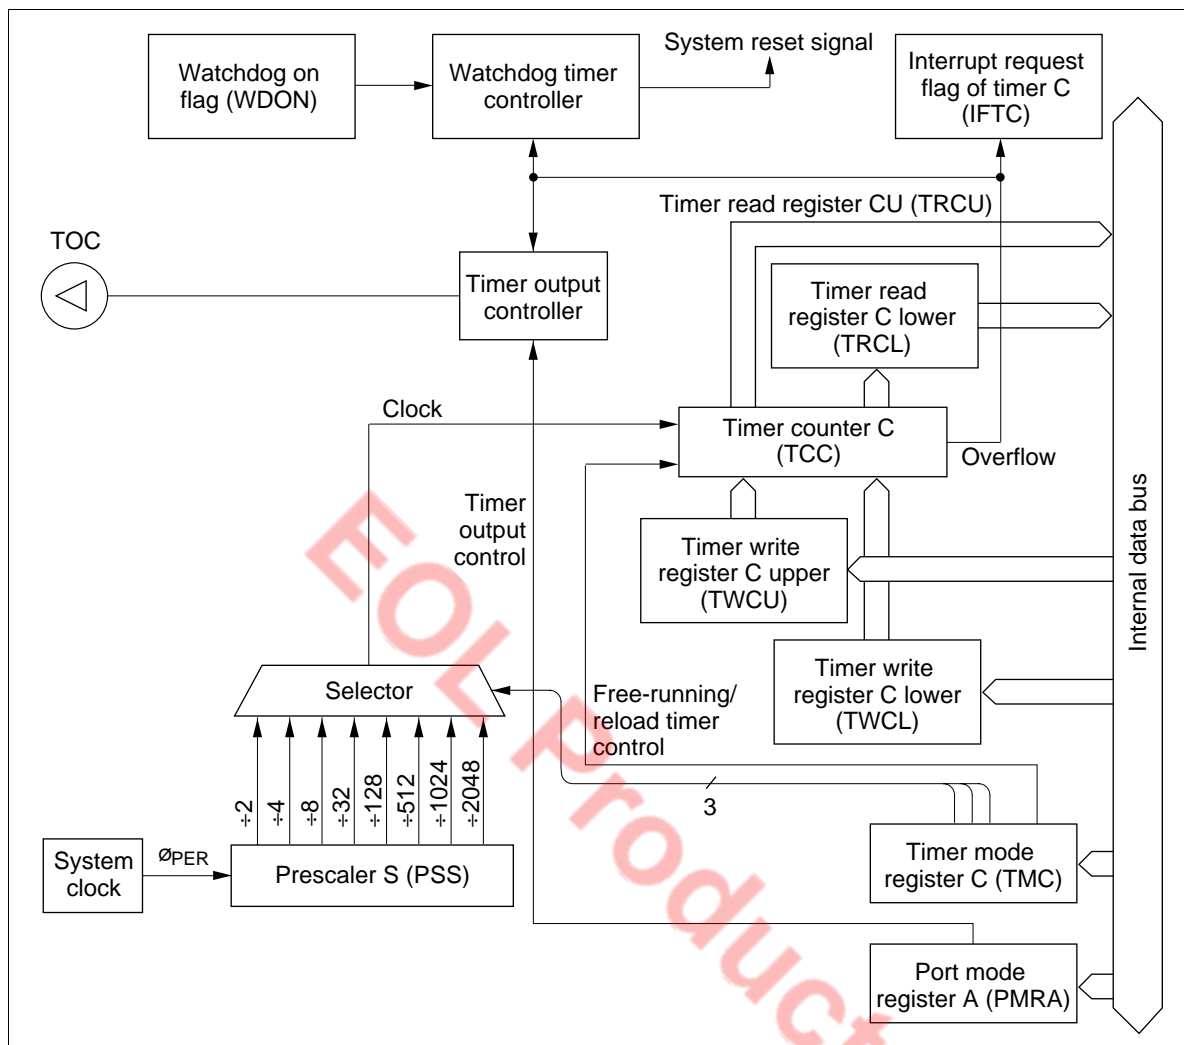 Watchdog on
flag (WDON)
Watchdog timer
controller
System reset signal
Interrupt request
flag of timer C
(IFTC)
Timer read register CU (TRCU)
TOC
Timer output
controller
Timer read
register C lower
(TRCL)
Clock
Timer counter C
(TCC)
Overflow
Timer
output
control
Timer write
register C upper
(TWCU)
Internal data bus
Timer write
register C lower
(TWCL)
Selector
Free-running/
reload timer
control
÷2
÷4
÷8
÷32
÷128
÷512
÷1024
÷2048
3
System
clock
øPER
Prescaler S (PSS)
Timer mode
register C (TMC)
Port mode
register A (PMRA)
EOL Product